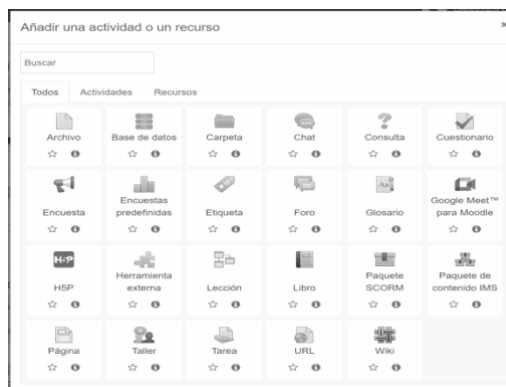 Añadir una actividad o un recurso
×
Buscar
Todos Actividades Recursos
Archivo
Base de datos
Carpeta
Chat
Consulta
Cuestionario
Encuesta
Encuestas
predefinidas
Etiqueta
Foro
Glosario
Google Meet™
para Moodle
H5P
Herramienta
externa
Lección
Libro
Paquete
SCORM
Paquete de
contenido IMS
Página
Taller
Tarea
URL
Wiki